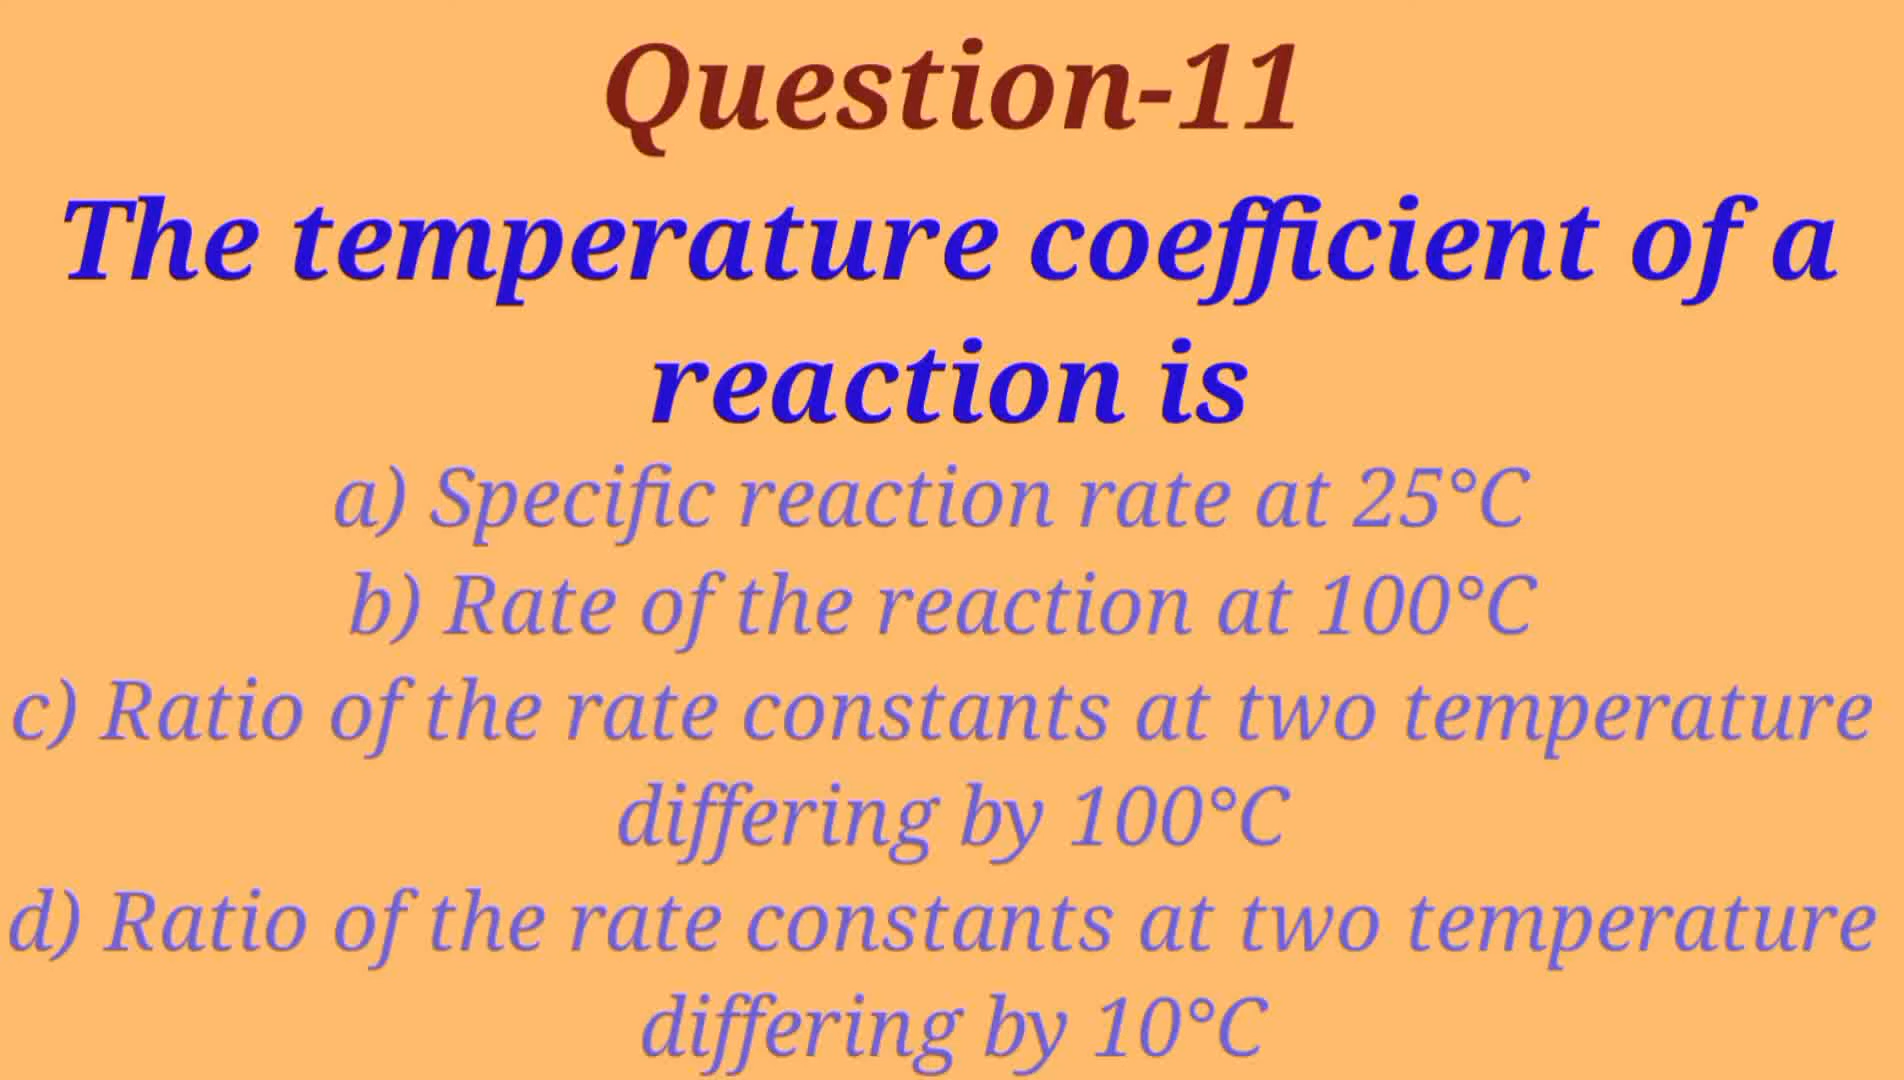 Question-11
The temperature coefficient of a
reaction is
a) Specific reaction rate at 25°C
b) Rate of the reaction at 100°C
c) Ratio of the rate constants at two temperature
differing by 100°C
d) Ratio of the rate constants at two temperature
differing by 10°C